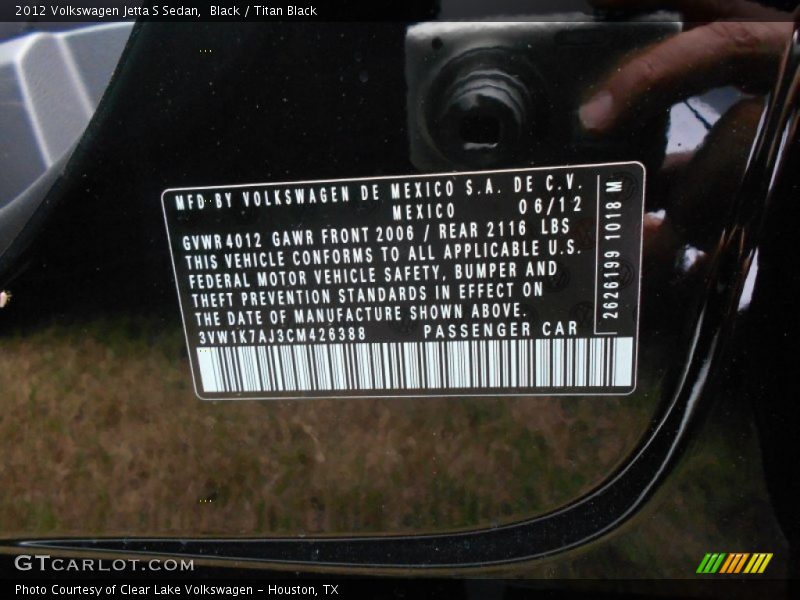 2012 Volkswagen Jetta S Sedan,  Black / Titan Black
MFD BY VOLKSWAGEN DE MEXICO S.A. DE C.V.
MEXICO 06/12
GVWR 4012 GAWR FRONT 2006 / REAR 2116 LBS
THIS VEHICLE CONFORMS TO ALL APPLICABLE U.S.
FEDERAL MOTOR VEHICLE SAFETY, BUMPER AND
THEFT PREVENTION STANDARDS IN EFFECT ON
THE DATE OF MANUFACTURE SHOWN ABOVE.
3VW1K7AJ3CM426388 PASSENGER CAR
2626199 1018 M
GTCARLOT.COM
Photo Courtesy of Clear Lake Volkswagen - Houston, TX